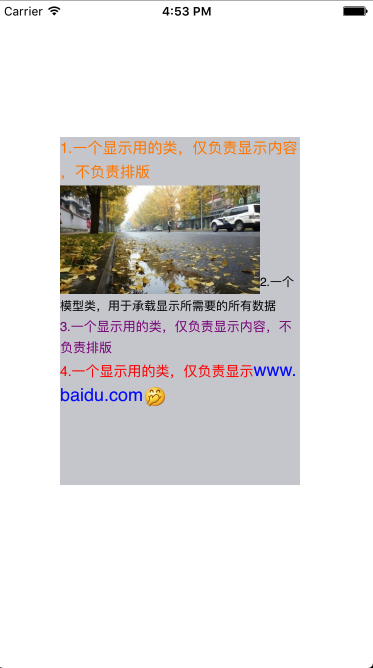 Carrier 4:53 PM
1.一个显示用的类，仅负责显示内容
，不负责排版
2.一个
模型类，用于承载显示所需要的所有数据
3.一个显示用的类，仅负责显示内容，不
负责排版
4.一个显示用的类，仅负责显示www.
baidu.com